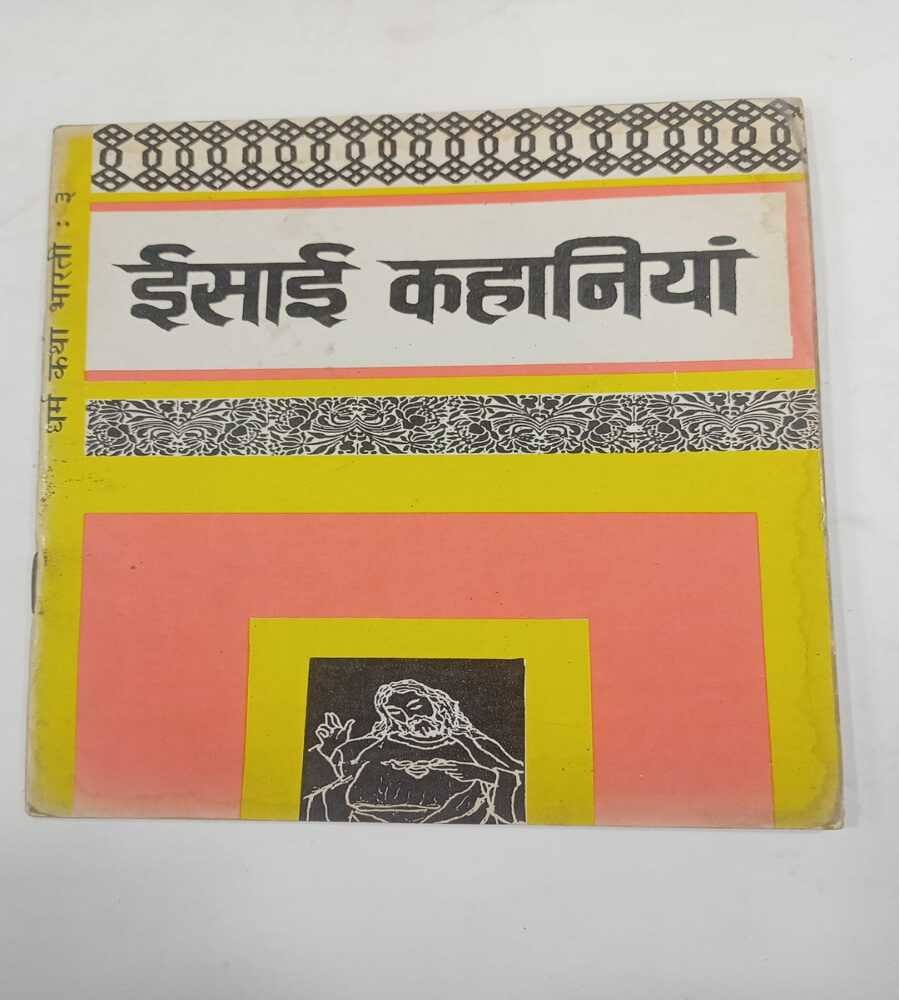 ईसाई कहानियां
धर्म कथा भारती : ३